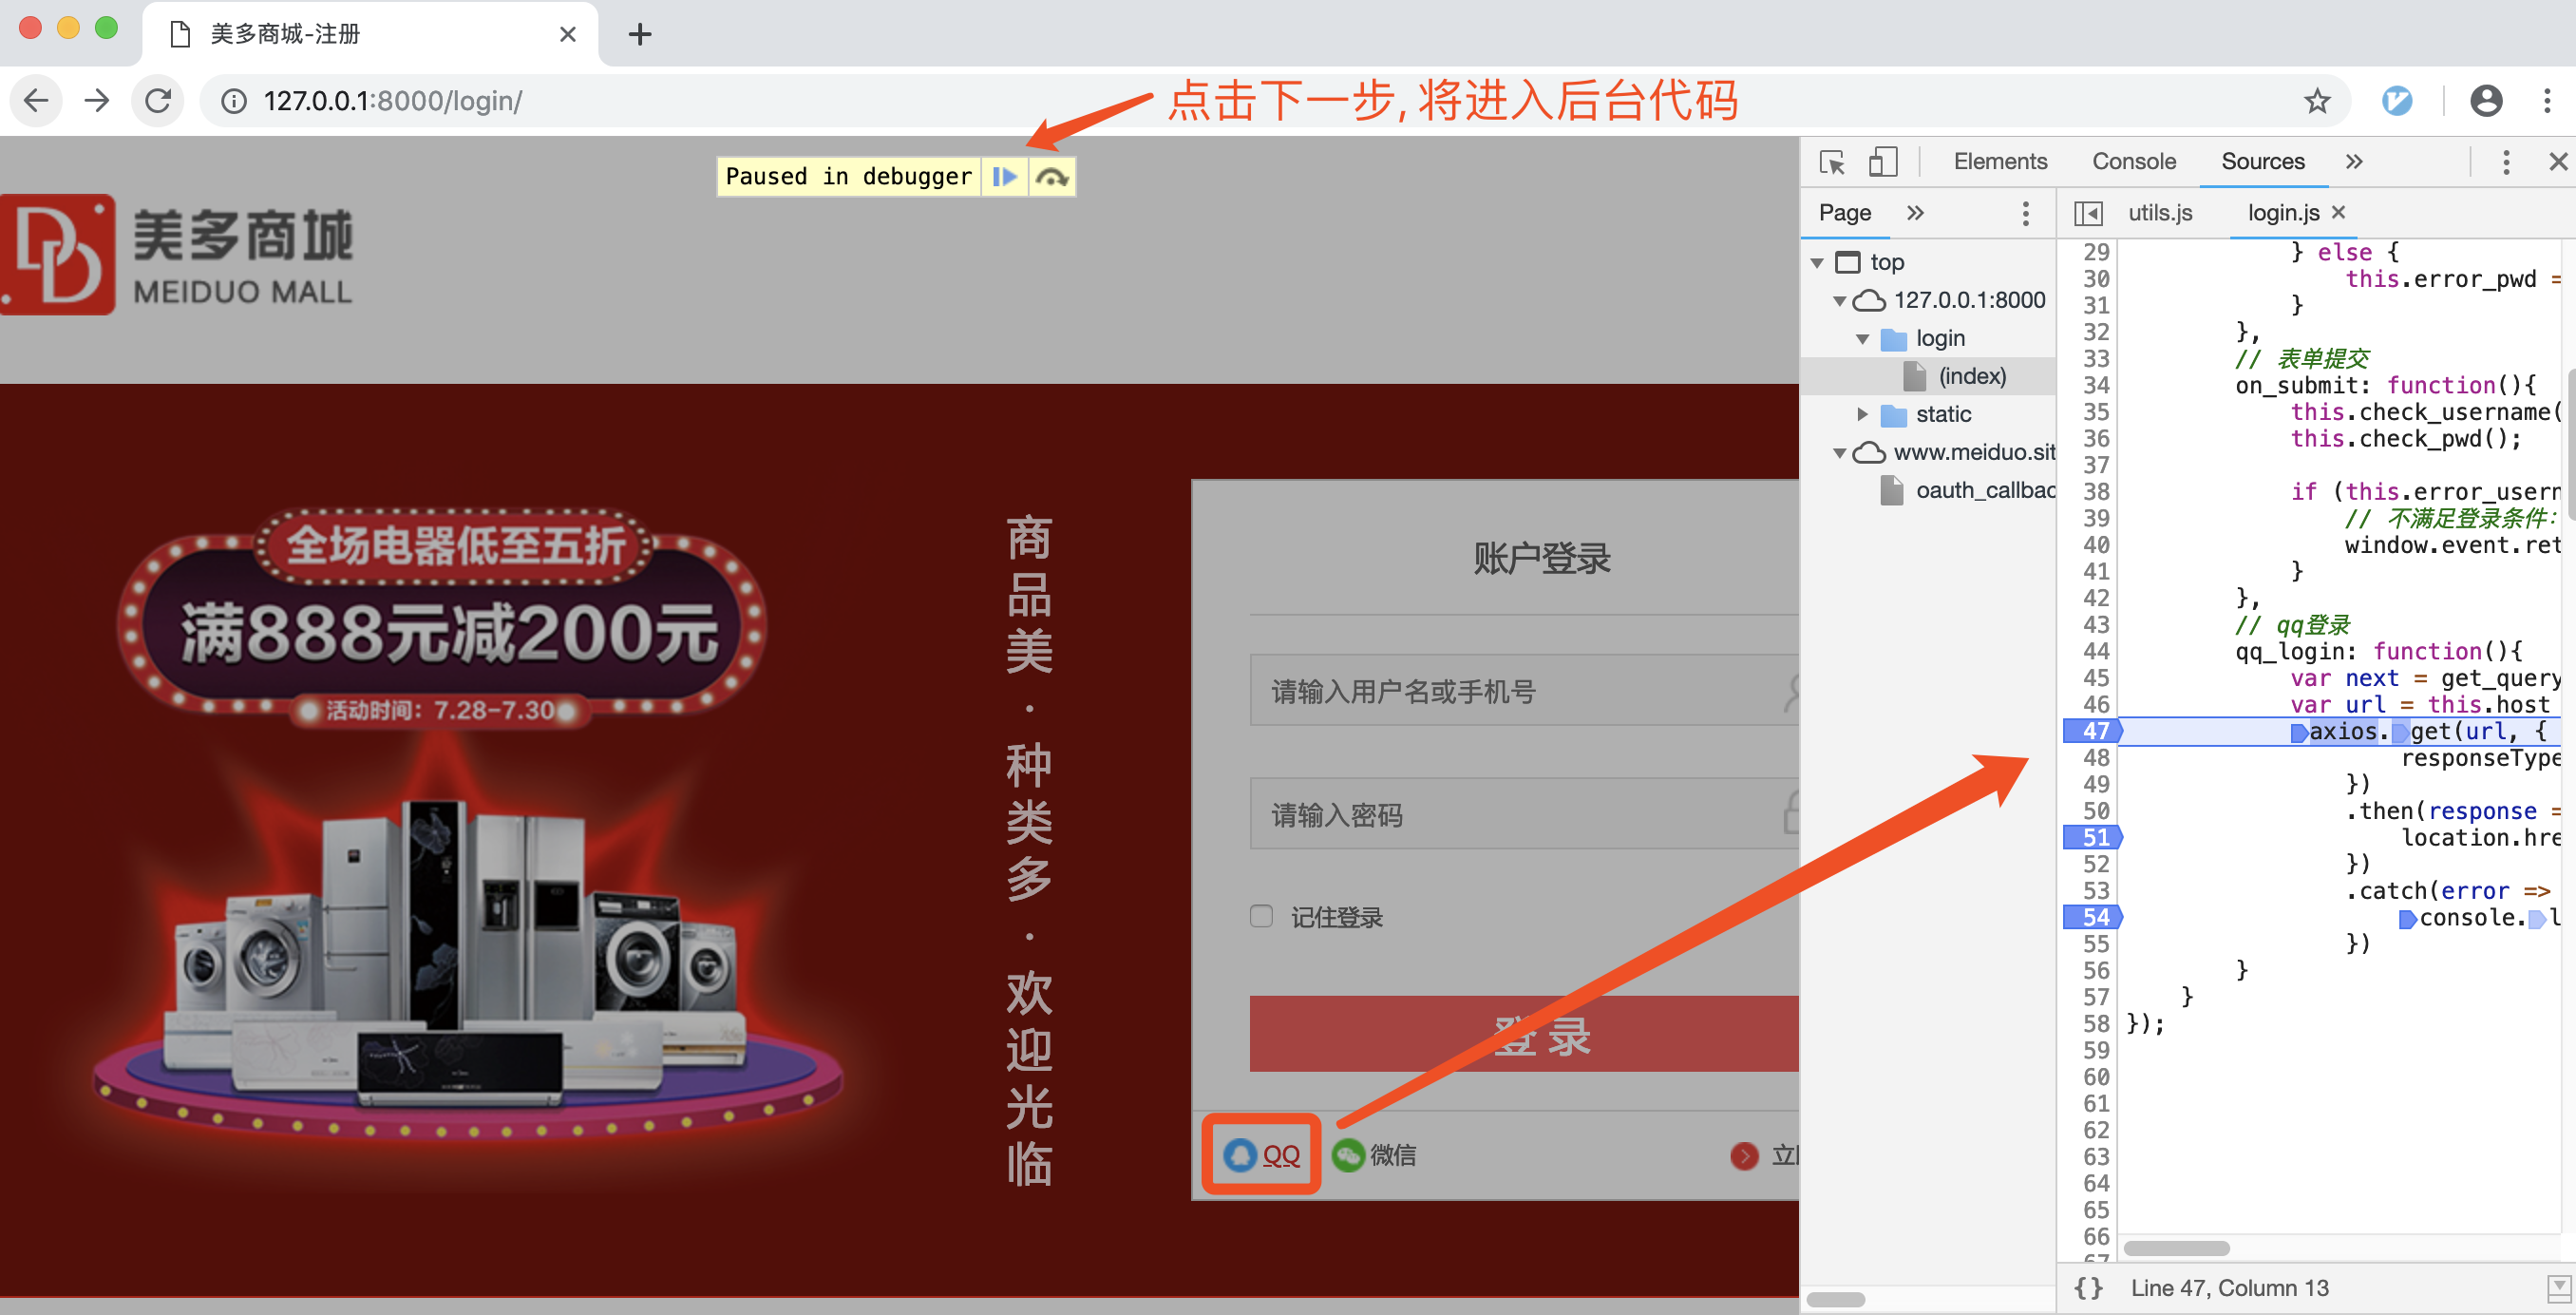 美多商城-注册
127.0.0.1:8000/login/
点击下一步, 将进入后台代码
Paused in debugger
美多商城
MEIDUO MALL
全场电器低至五折
满888元减200元
活动时间：7.28-7.30
商品美·种类多·欢迎光临
账户登录
请输入用户名或手机号
请输入密码
记住登录
登 录
QQ
微信
Elements Console Sources
Page
top
127.0.0.1:8000
login
(index)
static
www.meiduo.sit
oauth_callbac
utils.js login.js
29 } else {
30 this.error_pwd =
31 }
32 },
33 // 表单提交
34 on_submit: function(){
35 this.check_username(
36 this.check_pwd();
37
38 if (this.error_usern
39 // 不满足登录条件:
40 window.event.ret
41 }
42 },
43 // qq登录
44 qq_login: function(){
45 var next = get_query
46 var url = this.host
47 axios.get(url, {
48 responseType
49 })
50 .then(response =
51 location.hre
52 })
53 .catch(error =>
54 console.l
55 })
56 }
57 }
58 });
59
60
61
62
63
64
65
66
{} Line 47, Column 13